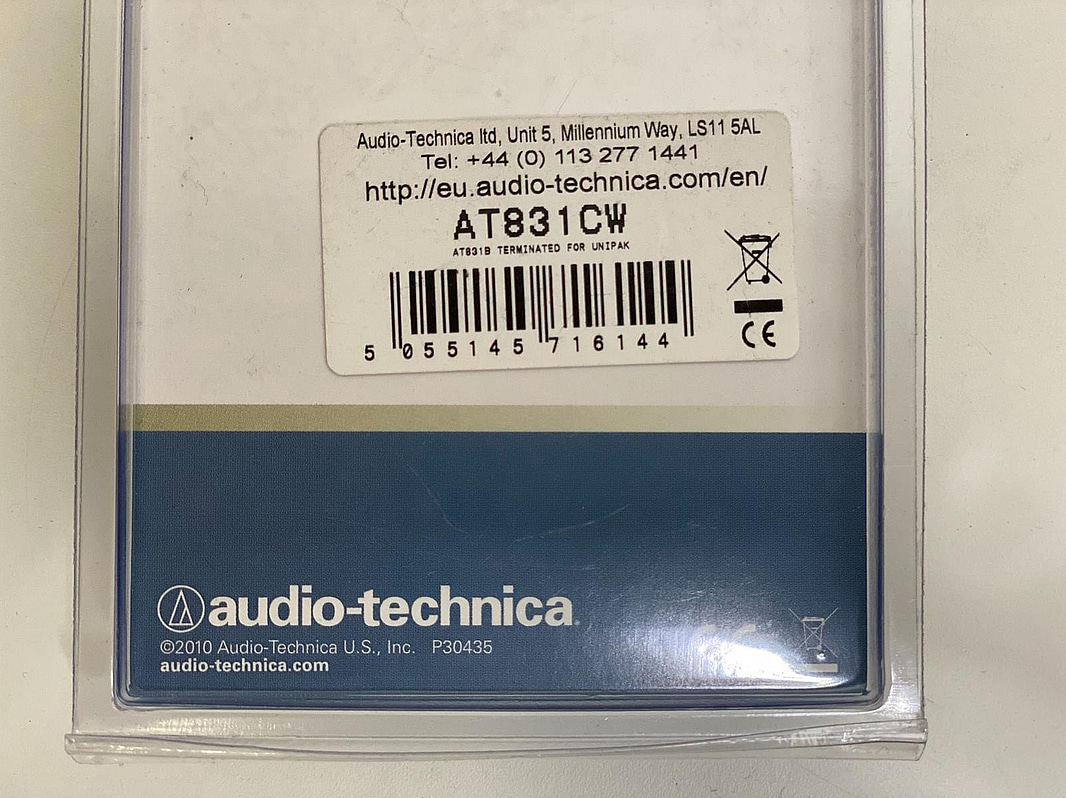 Audio-Technica ltd, Unit 5, Millennium Way, LS11 5AL
Tel: +44 (0) 113 277 1441
http://eu.audio-technica.com/en/
AT831CW
AT831B TERMINATED FOR UNIPAK
5 055145 716144
CE
audio-technica.
©2010 Audio-Technica U.S., Inc. P30435
audio-technica.com